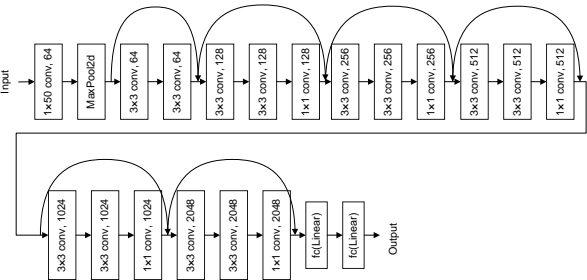 Input
1×50 conv, 64
MaxPool2d
3×3 conv, 64
3×3 conv, 64
3×3 conv, 128
3×3 conv, 128
1×1 conv, 128
3×3 conv, 256
3×3 conv, 256
1×1 conv, 256
3×3 conv, 512
3×3 conv, 512
1×1 conv, 512
3×3 conv, 1024
3×3 conv, 1024
1×1 conv, 1024
3×3 conv, 2048
3×3 conv, 2048
1×1 conv, 2048
fc(Linear)
fc(Linear)
Output